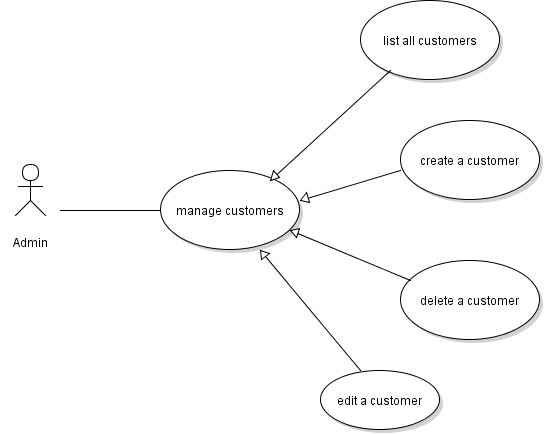 list all customers
create a customer
manage customers
Admin
delete a customer
edit a customer